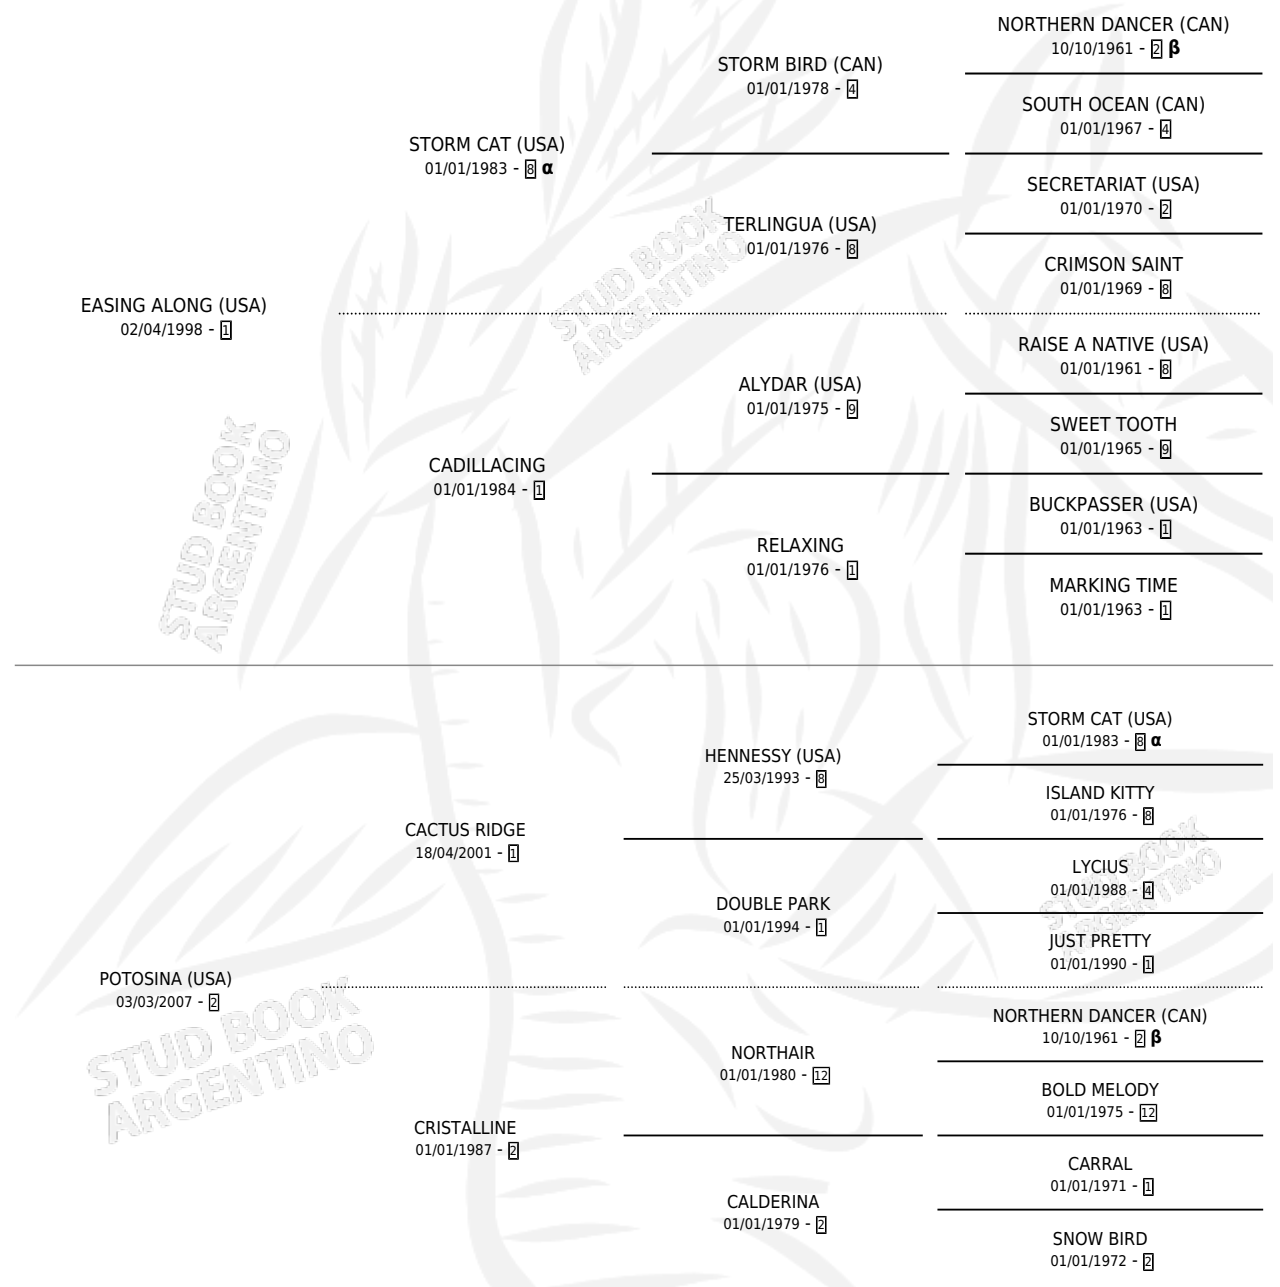 NORTHERN DANCER (CAN)
10/10/1961 - 2 β
STORM BIRD (CAN)
01/01/1978 - 4
SOUTH OCEAN (CAN)
01/01/1967 - 4
STORM CAT (USA)
01/01/1983 - 8 α
SECRETARIAT (USA)
01/01/1970 - 2
TERLINGUA (USA)
01/01/1976 - 8
CRIMSON SAINT
01/01/1969 - 8
EASING ALONG (USA)
02/04/1998 - 1
RAISE A NATIVE (USA)
01/01/1961 - 8
ALYDAR (USA)
01/01/1975 - 9
SWEET TOOTH
01/01/1965 - 9
CADILLACING
01/01/1984 - 1
BUCKPASSER (USA)
01/01/1963 - 1
RELAXING
01/01/1976 - 1
MARKING TIME
01/01/1963 - 1
STORM CAT (USA)
01/01/1983 - 8 α
HENNESSY (USA)
25/03/1993 - 8
ISLAND KITTY
01/01/1976 - 8
CACTUS RIDGE
18/04/2001 - 1
LYCIUS
01/01/1988 - 4
DOUBLE PARK
01/01/1994 - 1
JUST PRETTY
01/01/1990 - 1
POTOSINA (USA)
03/03/2007 - 2
NORTHERN DANCER (CAN)
10/10/1961 - 2 β
NORTHAIR
01/01/1980 - 12
BOLD MELODY
01/01/1975 - 12
CRISTALLINE
01/01/1987 - 2
CARRAL
01/01/1971 - 1
CALDERINA
01/01/1979 - 2
SNOW BIRD
01/01/1972 - 2
STUD BOOK
ARGENTINO
STUD BOOK
ARGENTINO
STUD BOOK
ARGENTINO
STUD BOOK
ARGENTINO